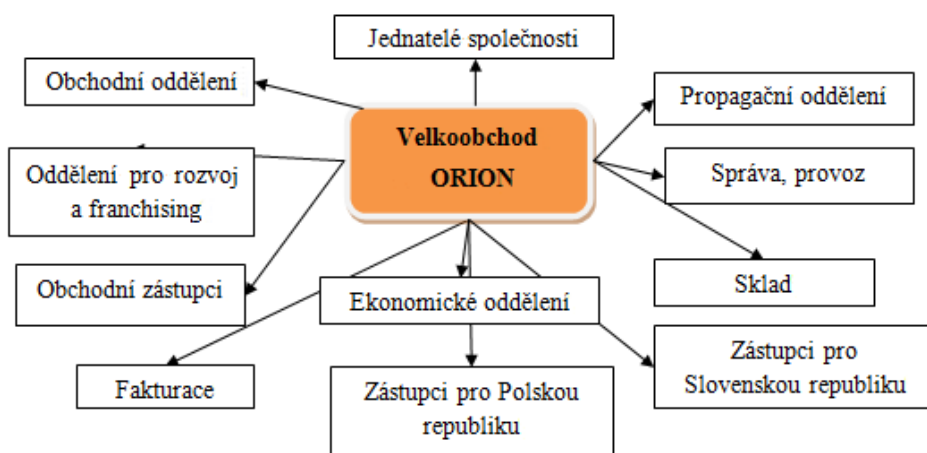 Jednatelé společnosti
Obchodní oddělení
Propagační oddělení
Velkoobchod
ORION
Oddělení pro rozvoj
a franchising
Správa, provoz
Obchodní zástupci
Ekonomické oddělení
Sklad
Fakturace
Zástupci pro Polskou
republiku
Zástupci pro
Slovenskou republiku